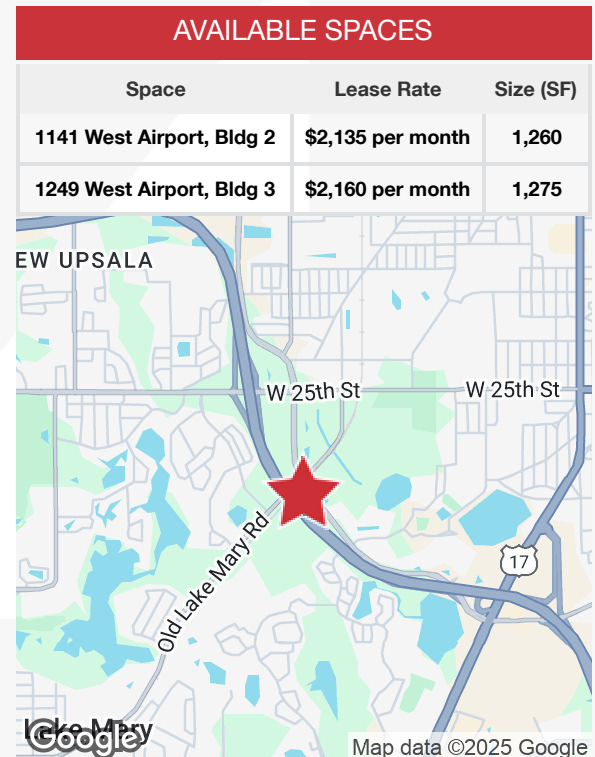 AVAILABLE SPACES
Space Lease Rate Size (SF)
1141 West Airport, Bldg 2 $2,135 per month 1,260
1249 West Airport, Bldg 3 $2,160 per month 1,275
EW UPSALA
W 25th St W 25th St
Old Lake Mary Rd
17
Lake Mary
Google
Map data ©2025 Google